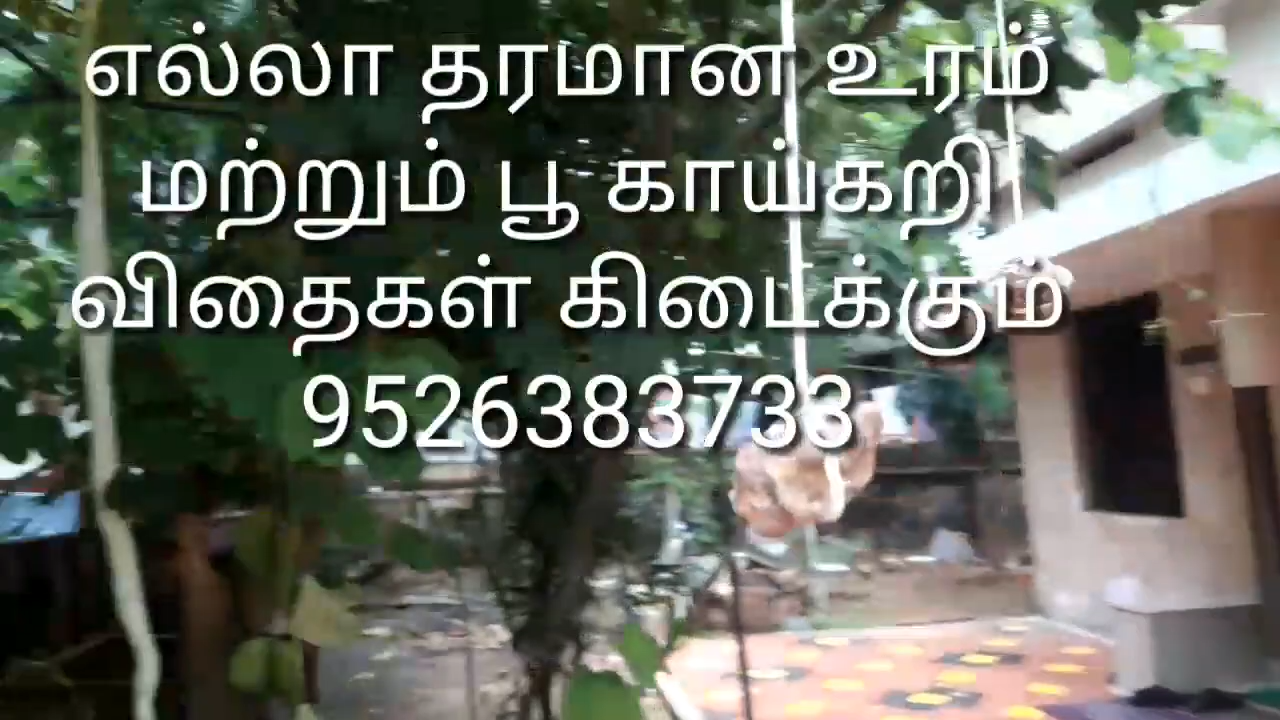 எல்லா தரமான உரம்
மற்றும் பூ காய்கறி
விதைகள் கிடைக்கும்
9526383733